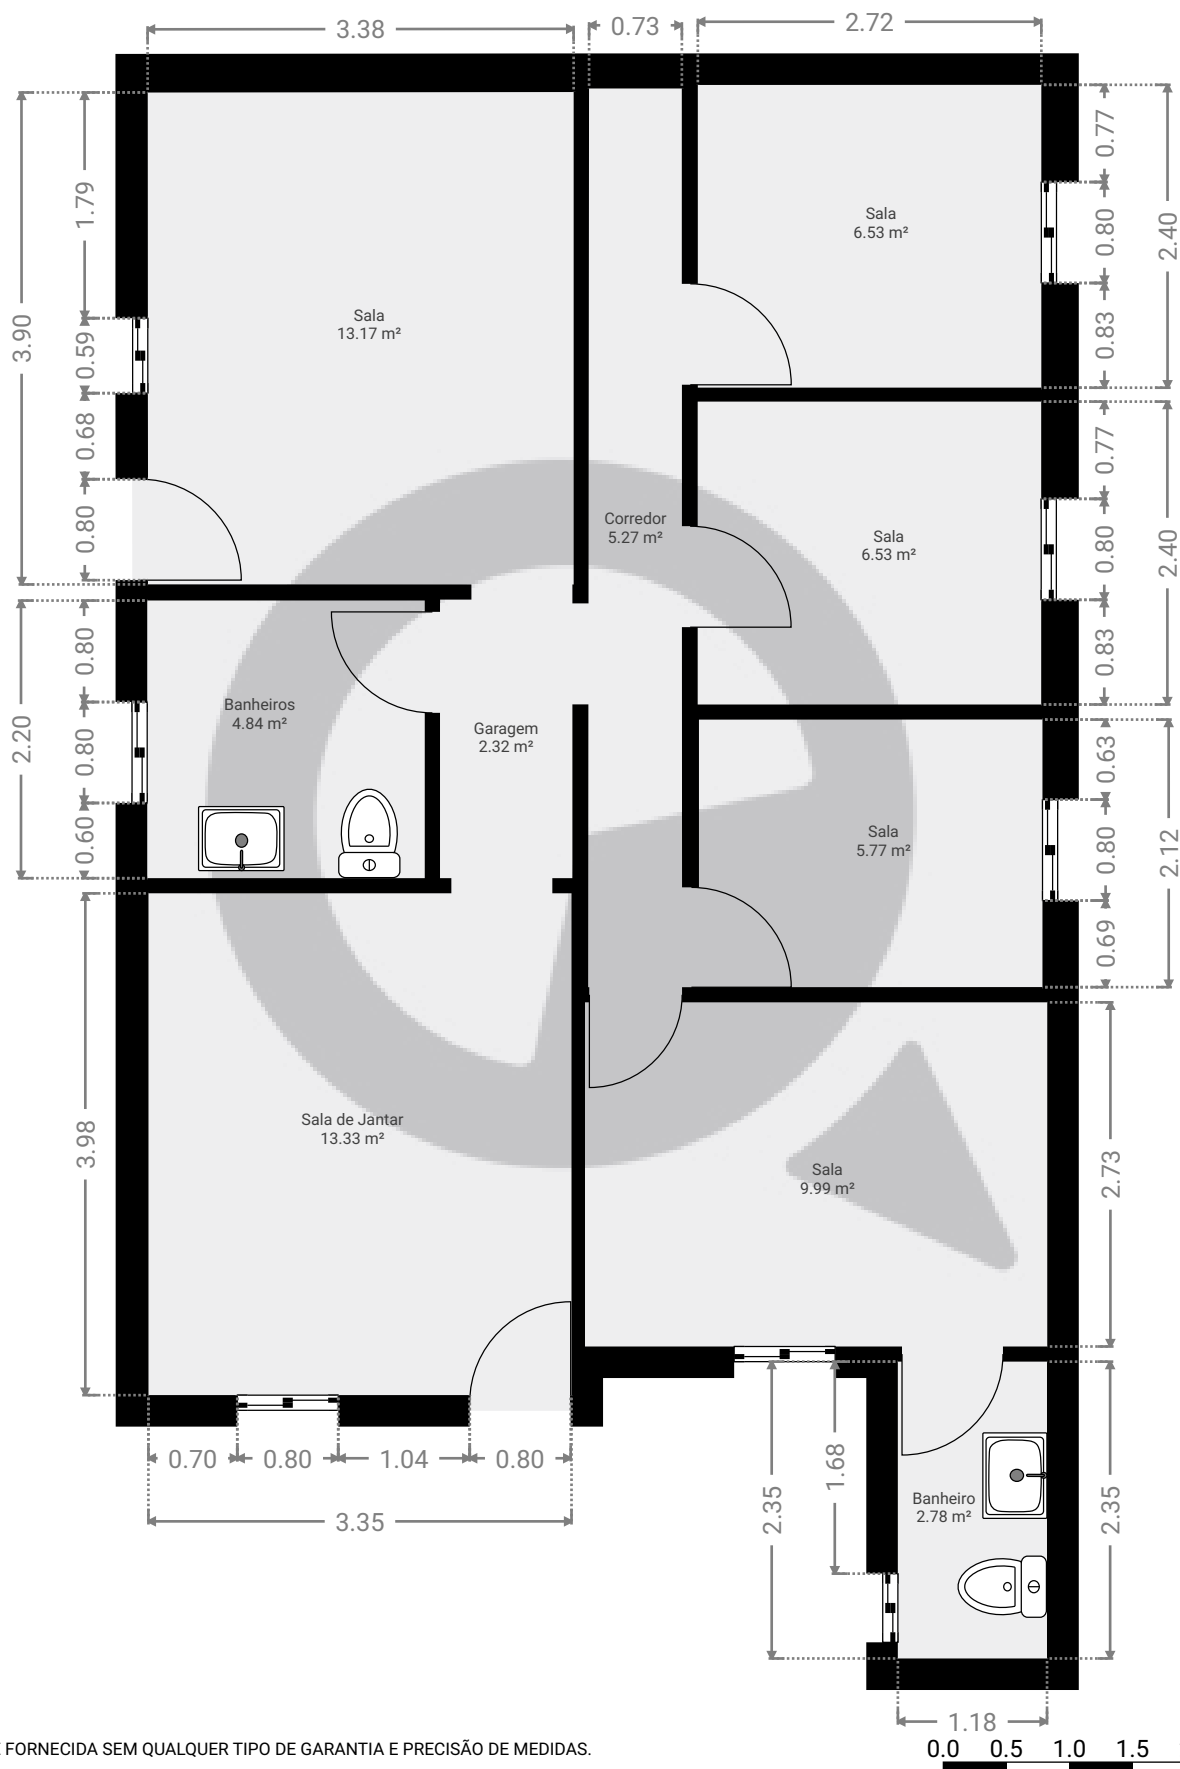 3.38
0.73
2.72
0.77
1.79
0.80
2.40
Sala
6.53 m²
3.90
Sala
13.17 m²
0.59
0.83
0.68
0.77
0.80
Corredor
5.27 m²
Sala
6.53 m²
0.80
2.40
0.80
0.83
Banheiros
4.84 m²
2.20
0.80
Garagem
2.32 m²
0.63
0.60
Sala
5.77 m²
0.80
2.12
0.69
Sala de Jantar
13.33 m²
3.98
Sala
9.99 m²
2.73
0.70
0.80
1.04
0.80
3.35
1.68
2.35
Banheiro
2.78 m²
2.35
1.18
FORNECIDA SEM QUALQUER TIPO DE GARANTIA E PRECISÃO DE MEDIDAS.
0.0 0.5 1.0 1.5